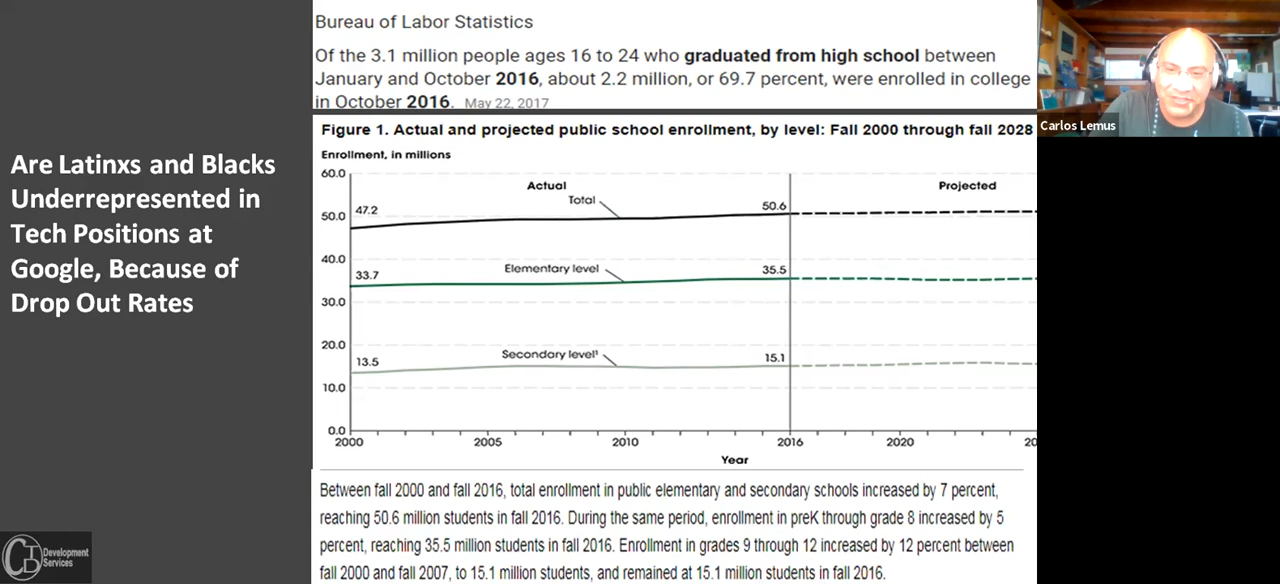 Bureau of Labor Statistics
Of the 3.1 million people ages 16 to 24 who graduated from high school between
January and October 2016, about 2.2 million, or 69.7 percent, were enrolled in college
in October 2016. May 22, 2017
Carlos Lemus
Are Latinxs and Blacks
Underrepresented in
Tech Positions at
Google, Because of
Drop Out Rates
Figure 1. Actual and projected public school enrollment, by level: Fall 2000 through fall 2028
Enrollment, in millions
60.0
Actual
Projected
Total
50.0
47.2
50.6
40.0
Elementary level
33.7
35.5
30.0
20.0
Secondary level¹
13.5
15.1
10.0
0.0
2000 2005 2010 2016 2020 20
Year
Between fall 2000 and fall 2016, total enrollment in public elementary and secondary schools increased by 7 percent,
reaching 50.6 million students in fall 2016. During the same period, enrollment in preK through grade 8 increased by 5
percent, reaching 35.5 million students in fall 2016. Enrollment in grades 9 through 12 increased by 12 percent between
fall 2000 and fall 2007, to 15.1 million students, and remained at 15.1 million students in fall 2016.
Development
Services